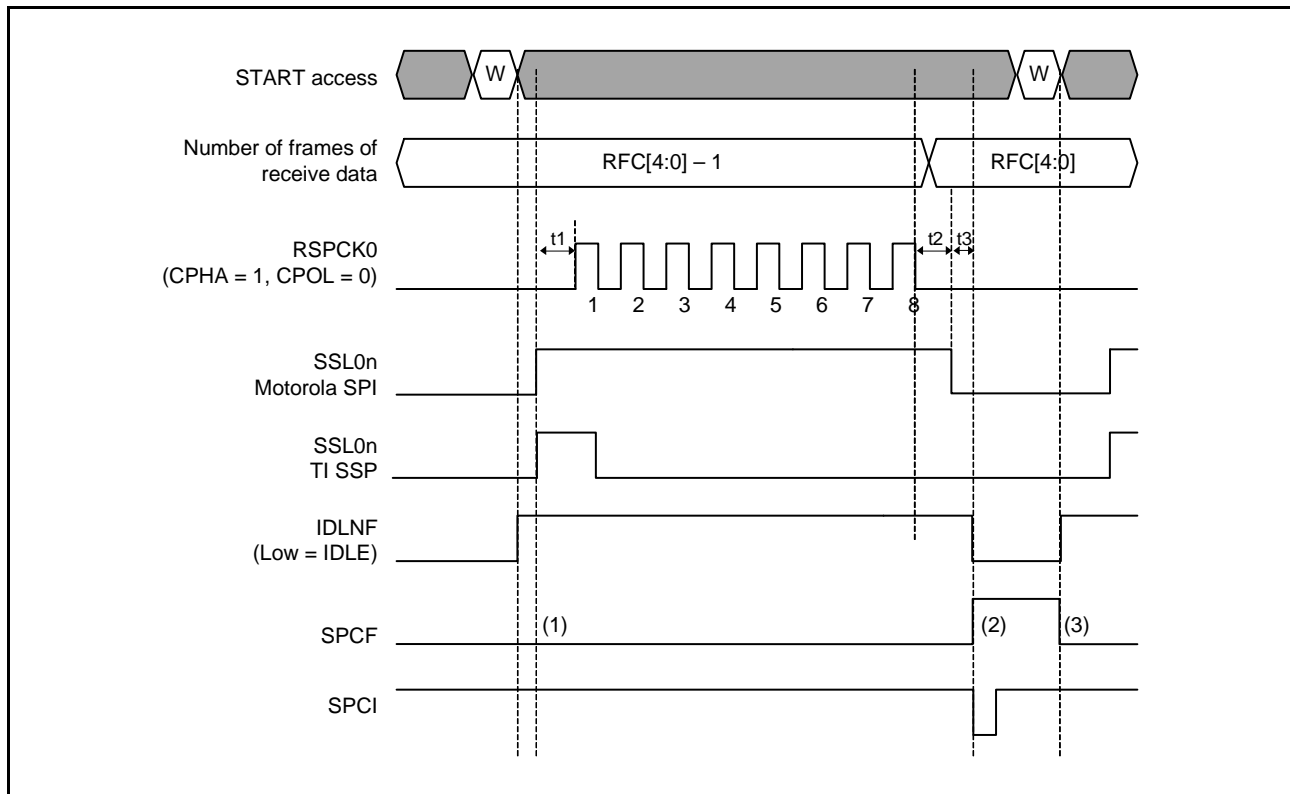 START access
W
W
Number of frames of
receive data
RFC[4:0] – 1
RFC[4:0]
RSPCK0
(CPHA = 1, CPOL = 0)
t1
t2
t3
1 2 3 4 5 6 7 8
SSL0n
Motorola SPI
SSL0n
TI SSP
IDLNF
(Low = IDLE)
SPCF
(1)
(2)
(3)
SPCI